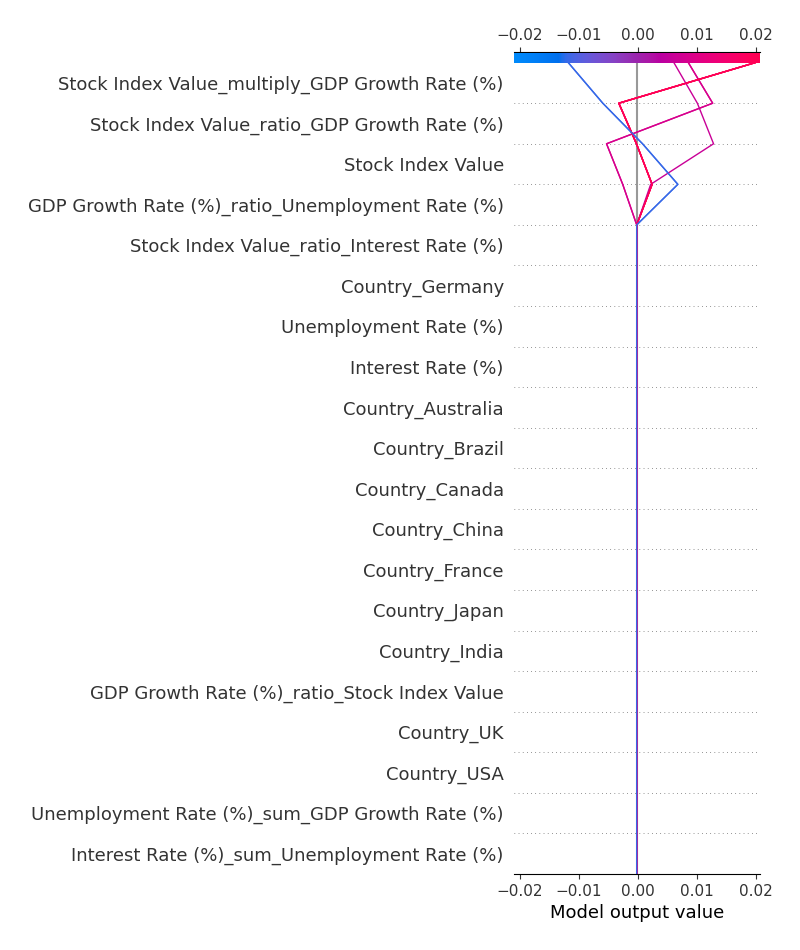 −0.02 −0.01 0.00 0.01 0.02
Stock Index Value_multiply_GDP Growth Rate (%)
Stock Index Value_ratio_GDP Growth Rate (%)
Stock Index Value
GDP Growth Rate (%)_ratio_Unemployment Rate (%)
Stock Index Value_ratio_Interest Rate (%)
Country_Germany
Unemployment Rate (%)
Interest Rate (%)
Country_Australia
Country_Brazil
Country_Canada
Country_China
Country_France
Country_Japan
Country_India
GDP Growth Rate (%)_ratio_Stock Index Value
Country_UK
Country_USA
Unemployment Rate (%)_sum_GDP Growth Rate (%)
Interest Rate (%)_sum_Unemployment Rate (%)
−0.02 −0.01 0.00 0.01 0.02
Model output value